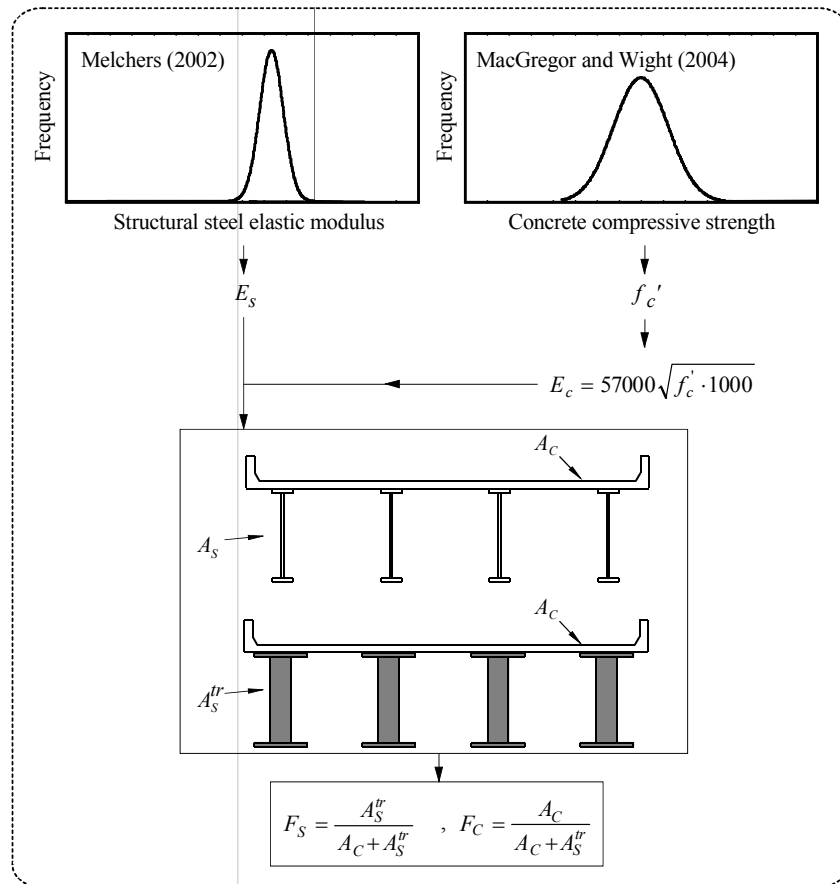 Melchers (2002)
MacGregor and Wight (2004)
Frequency
Frequency
Structural steel elastic modulus
Concrete compressive strength
E_s
f_c'
E_c = 57000√(f_c' · 1000)
A_C
A_S
A_C
A_S^tr
F_S = A_S^tr / (A_C + A_S^tr) , F_C = A_C / (A_C + A_S^tr)